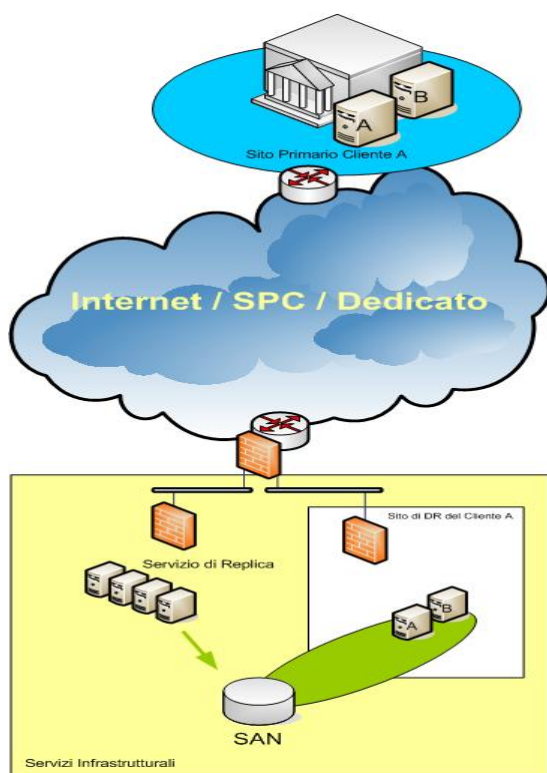 B
A
Sito Primario Cliente A
Internet / SPC / Dedicato
Sito di DR del Cliente A
Servizio di Replica
B
A
SAN
Servizi Infrastrutturali